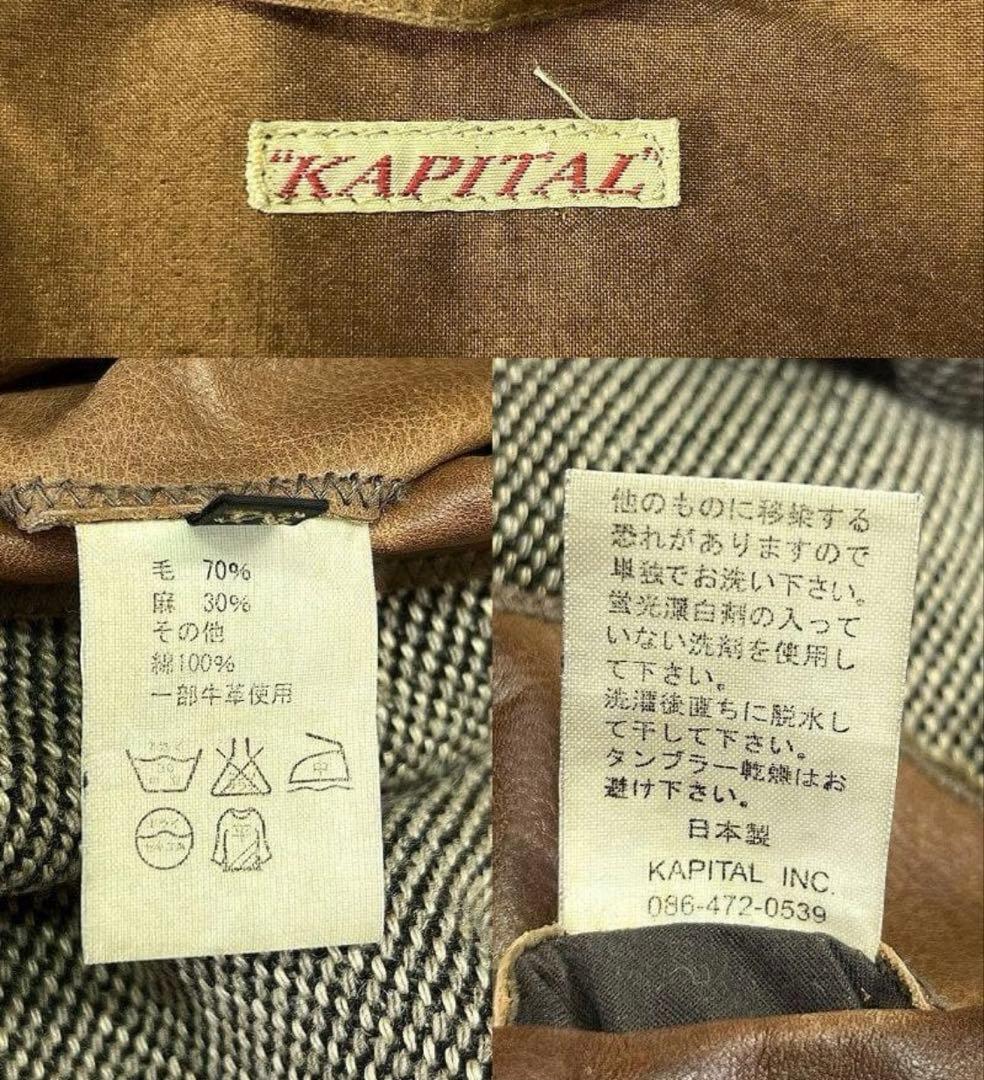 "KAPITAL"
毛 70%
麻 30%
その他
綿100%
一部牛革使用
中
平
他のものに移染する
恐れがありますので
単独でお洗い下さい。
蛍光漂白剤の入って
いない洗剤を使用し
て下さい。
洗濯後直ちに脱水し
て干して下さい。
タンブラー乾燥はお
避け下さい。
日本製
KAPITAL INC.
086-472-0539